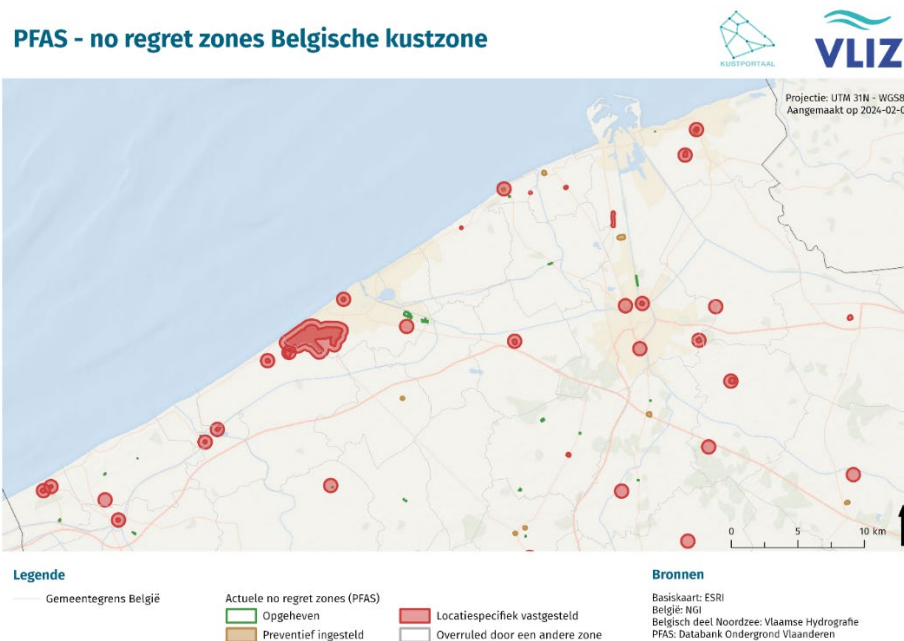 PFAS - no regret zones Belgische kustzone
KUSTPORTAAL
VLIZ
Projectie: UTM 31N - WGS8
Aangemaakt op 2024-02-0
0 5 10 km
Legende
Gemeentegrens België
Actuele no regret zones (PFAS)
Opgeheven
Preventief ingesteld
Locatiespecifiek vastgesteld
Overruled door een andere zone
Bronnen
Basiskaart: ESRI
België: NGI
Belgisch deel Noordzee: Vlaamse Hydrografie
PFAS: Databank Ondergrond Vlaanderen